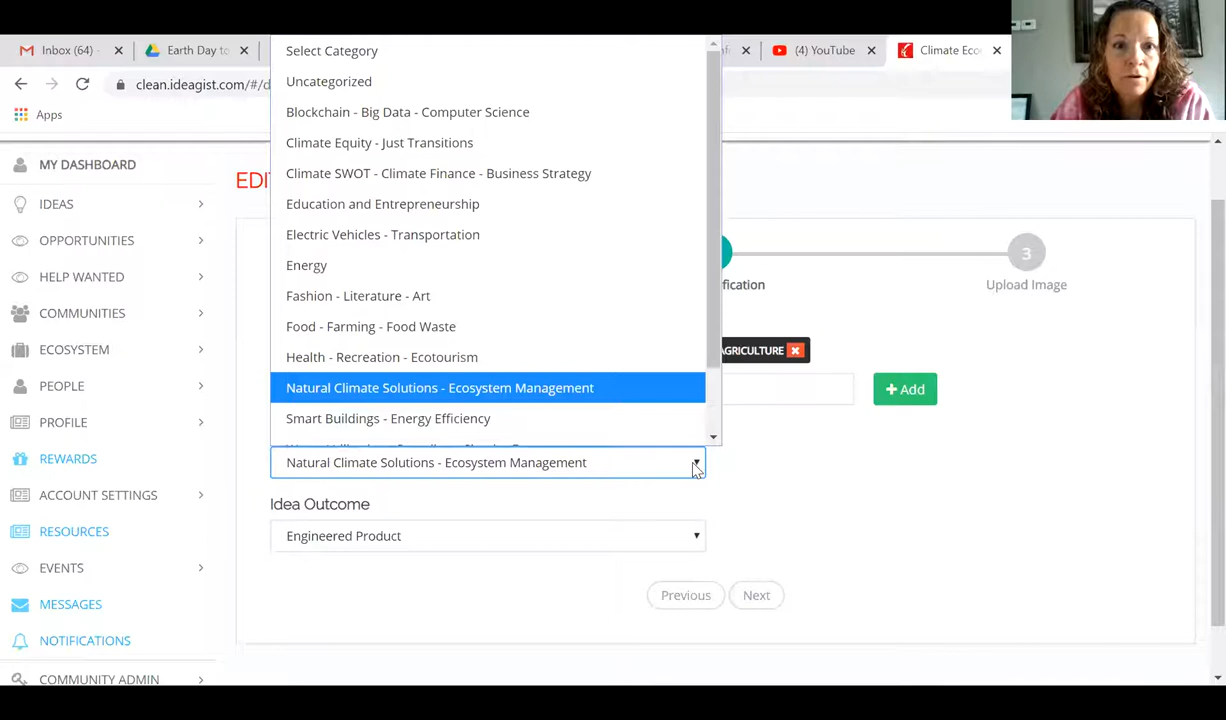 Inbox (64)
Earth Day to
(4) YouTube
Climate Eco
clean.ideagist.com/#/d
Apps
MY DASHBOARD
IDEAS
OPPORTUNITIES
HELP WANTED
COMMUNITIES
ECOSYSTEM
PEOPLE
PROFILE
REWARDS
ACCOUNT SETTINGS
RESOURCES
EVENTS
MESSAGES
NOTIFICATIONS
COMMUNITY ADMIN
EDI
Select Category
Uncategorized
Blockchain - Big Data - Computer Science
Climate Equity - Just Transitions
Climate SWOT - Climate Finance - Business Strategy
Education and Entrepreneurship
Electric Vehicles - Transportation
Energy
Fashion - Literature - Art
Food - Farming - Food Waste
Health - Recreation - Ecotourism
Natural Climate Solutions - Ecosystem Management
Smart Buildings - Energy Efficiency
Natural Climate Solutions - Ecosystem Management
Idea Outcome
Engineered Product
Previous
Next
fication
3
Upload Image
AGRICULTURE
+ Add